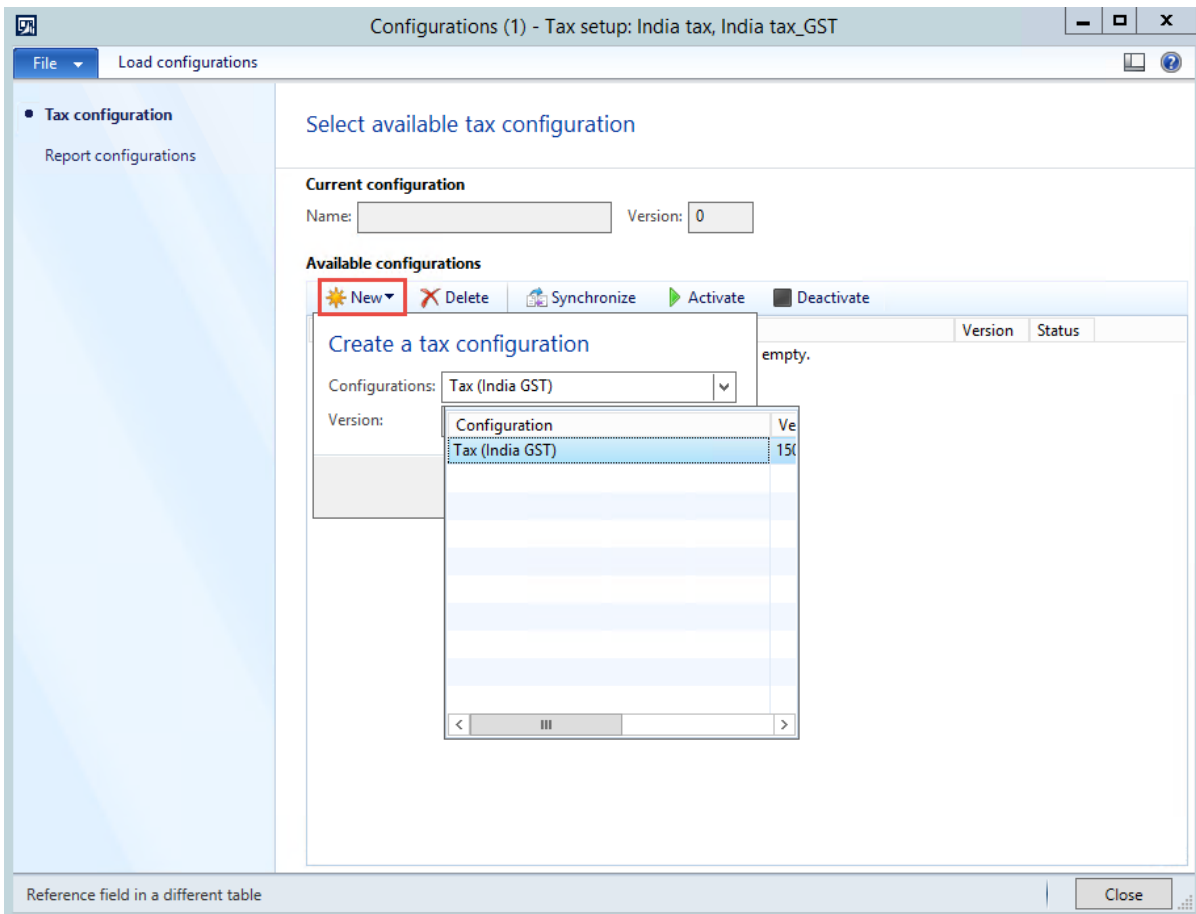 Configurations (1) - Tax setup: India tax, India tax_GST
File Load configurations
Tax configuration
Report configurations
Select available tax configuration
Current configuration
Name: Version: 0
Available configurations
New Delete Synchronize Activate Deactivate
Version Status
Create a tax configuration
empty.
Configurations: Tax (India GST)
Version:
Configuration Ve
Tax (India GST) 150
Reference field in a different table
Close